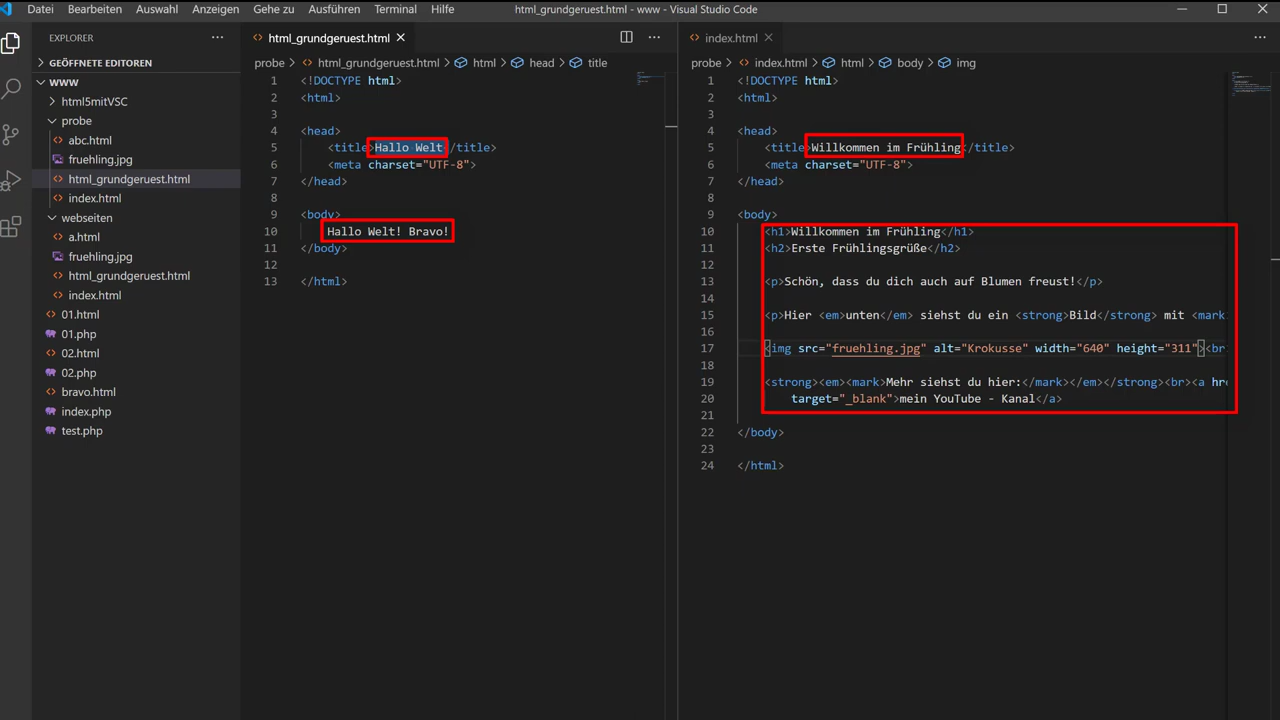 Datei Bearbeiten Auswahl Anzeigen Gehe zu Ausführen Terminal Hilfe html_grundgeruest.html - www - Visual Studio Code
EXPLORER
GEÖFFNETE EDITOREN
WWW
html5mitVSC
probe
abc.html
fruehling.jpg
html_grundgeruest.html
index.html
webseiten
a.html
fruehling.jpg
html_grundgeruest.html
index.html
01.html
01.php
02.html
02.php
bravo.html
index.php
test.php
html_grundgeruest.html
probe > html_grundgeruest.html > html > head > title
1 <!DOCTYPE html>
2 <html>
3
4 <head>
5 <title>Hallo Welt</title>
6 <meta charset="UTF-8">
7 </head>
8
9 <body>
10 Hallo Welt! Bravo!
11 </body>
12
13 </html>
index.html
probe > index.html > html > body > img
1 <!DOCTYPE html>
2 <html>
3
4 <head>
5 <title>Willkommen im Frühling</title>
6 <meta charset="UTF-8">
7 </head>
8
9 <body>
10 <h1>Willkommen im Frühling</h1>
11 <h2>Erste Frühlingsgrüße</h2>
12
13 <p>Schön, dass du dich auch auf Blumen freust!</p>
14
15 <p>Hier <em>unten</em> siehst du ein <strong>Bild</strong> mit <mark
16
17 <img src="fruehling.jpg" alt="Krokusse" width="640" height="311"><br
18
19 <strong><em><mark>Mehr siehst du hier:</mark></em></strong><br><a hre
20 target="_blank">mein YouTube - Kanal</a>
21
22 </body>
23
24 </html>